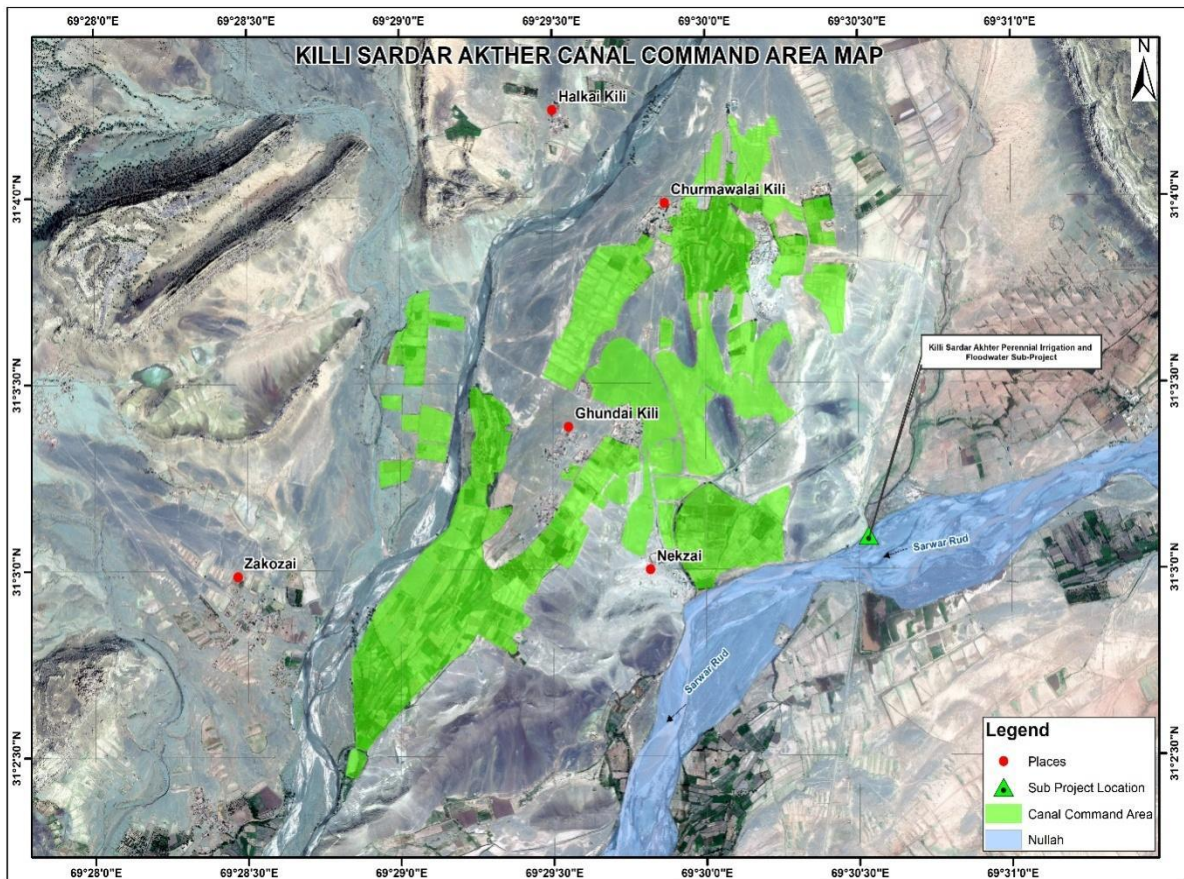 69°28'0"E 69°28'30"E 69°29'0"E 69°29'30"E 69°30'0"E 69°30'30"E 69°31'0"E
KILLI SARDAR AKTHER CANAL COMMAND AREA MAP
N
Halkai Kili
31°4'0"N
Churmawalai Kili
31°4'0"N
Killi Sardar Akhter Perennial Irrigation and
Floodwater Sub-Project
31°3'30"N
31°3'30"N
Ghundai Kili
Sarwar Rud
31°3'0"N
Zakozai
Nekzai
31°3'0"N
Sarwar Rud
31°2'30"N
31°2'30"N
Legend
Places
Sub Project Location
Canal Command Area
Nullah
69°28'0"E 69°28'30"E 69°29'0"E 69°29'30"E 69°30'0"E 69°30'30"E 69°31'0"E